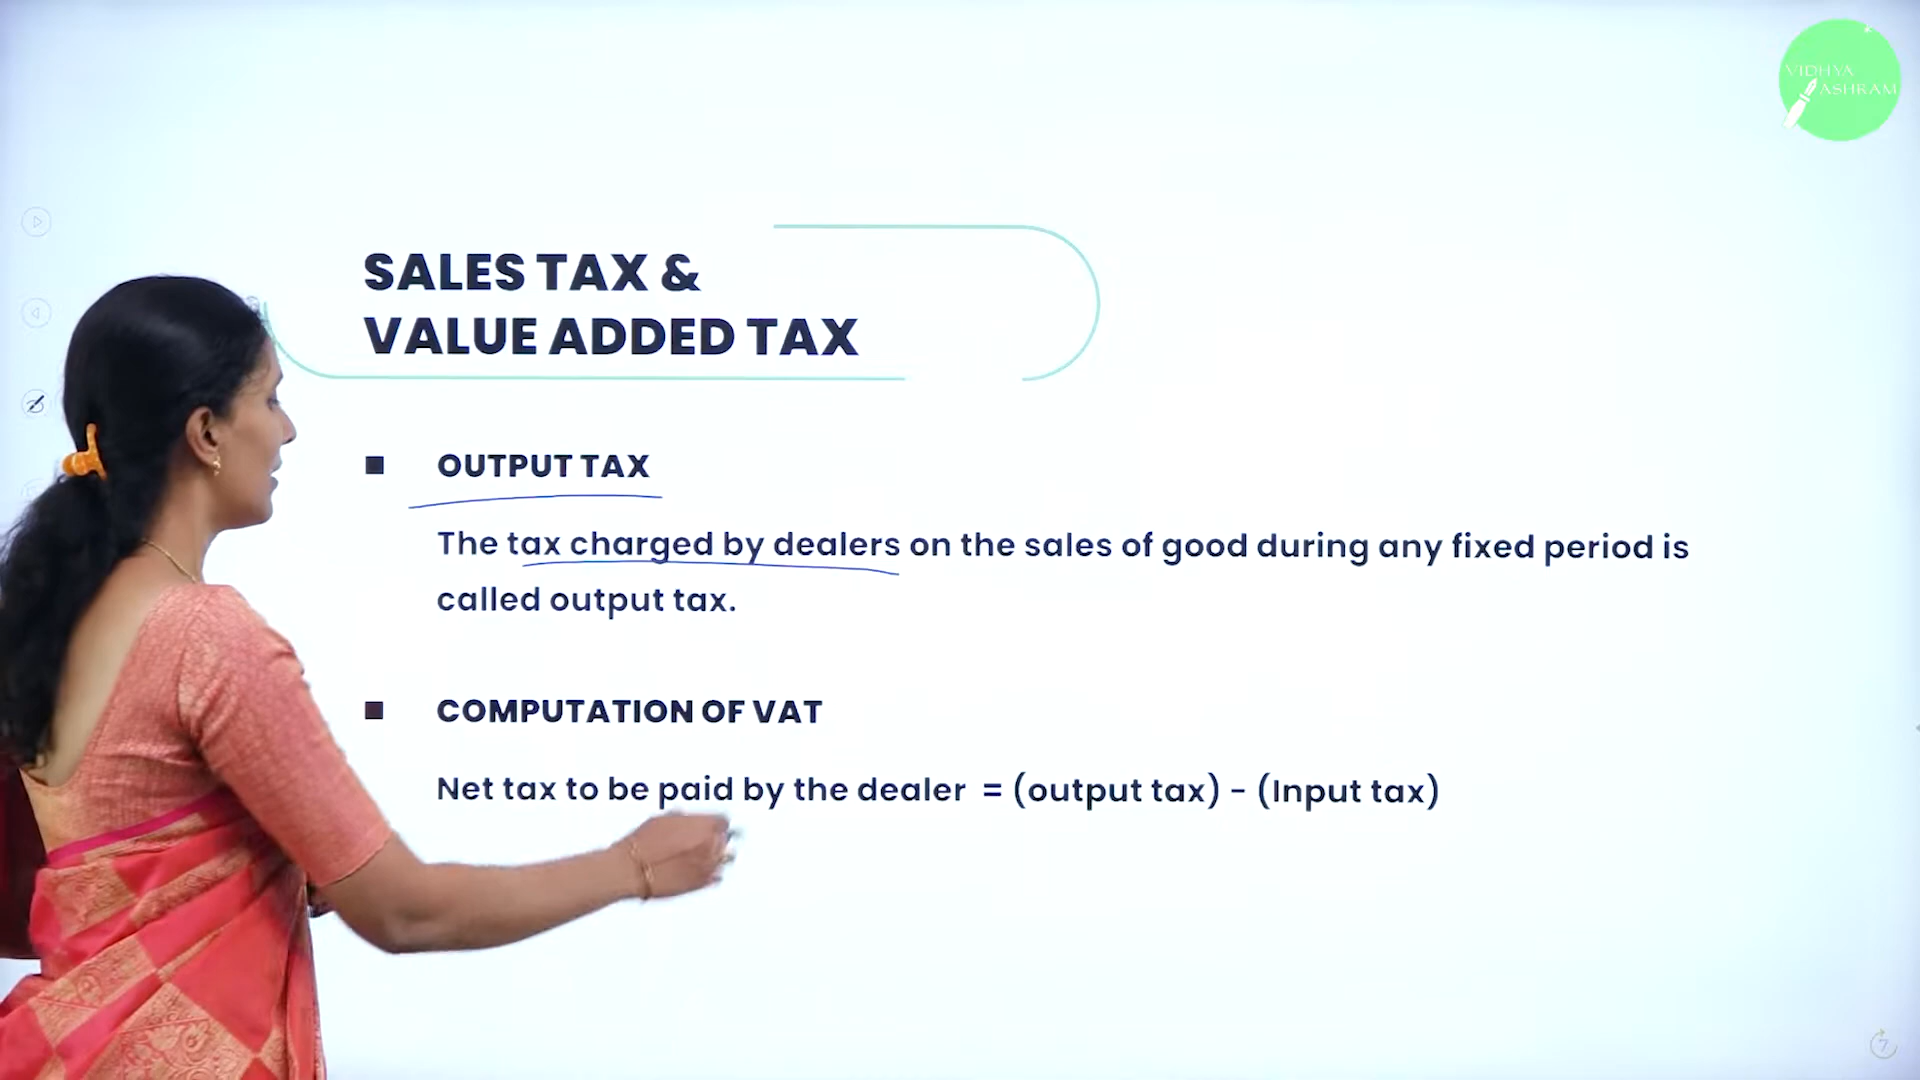 VIDHYA
ASHRAM
SALES TAX &
VALUE ADDED TAX
OUTPUT TAX
The tax charged by dealers on the sales of good during any fixed period is
called output tax.
COMPUTATION OF VAT
Net tax to be paid by the dealer = (output tax) - (Input tax)
7